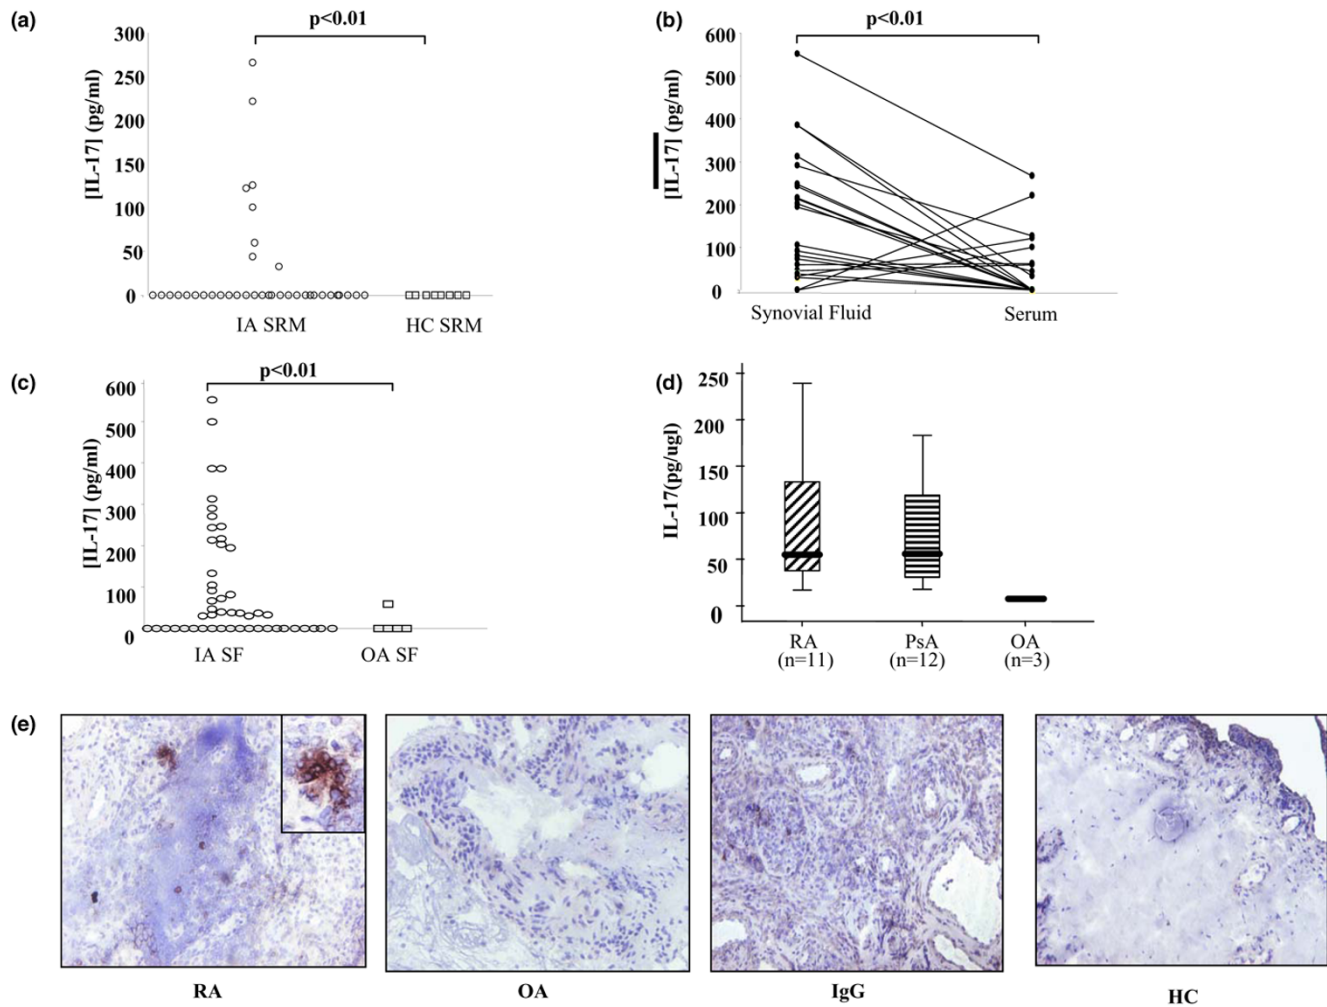 (a)
p<0.01
300
250
200
150
100
50
0
[IL-17] (pg/ml)
IA SRM
HC SRM
(b)
p<0.01
600
500
400
300
200
100
0
[IL-17] (pg/ml)
Synovial Fluid
Serum
(c)
p<0.01
600
500
400
300
200
100
0
[IL-17] (pg/ml)
IA SF
OA SF
(d)
250
200
150
100
50
0
IL-17(pg/ugl)
RA
(n=11)
PsA
(n=12)
OA
(n=3)
(e)
RA
OA
IgG
HC